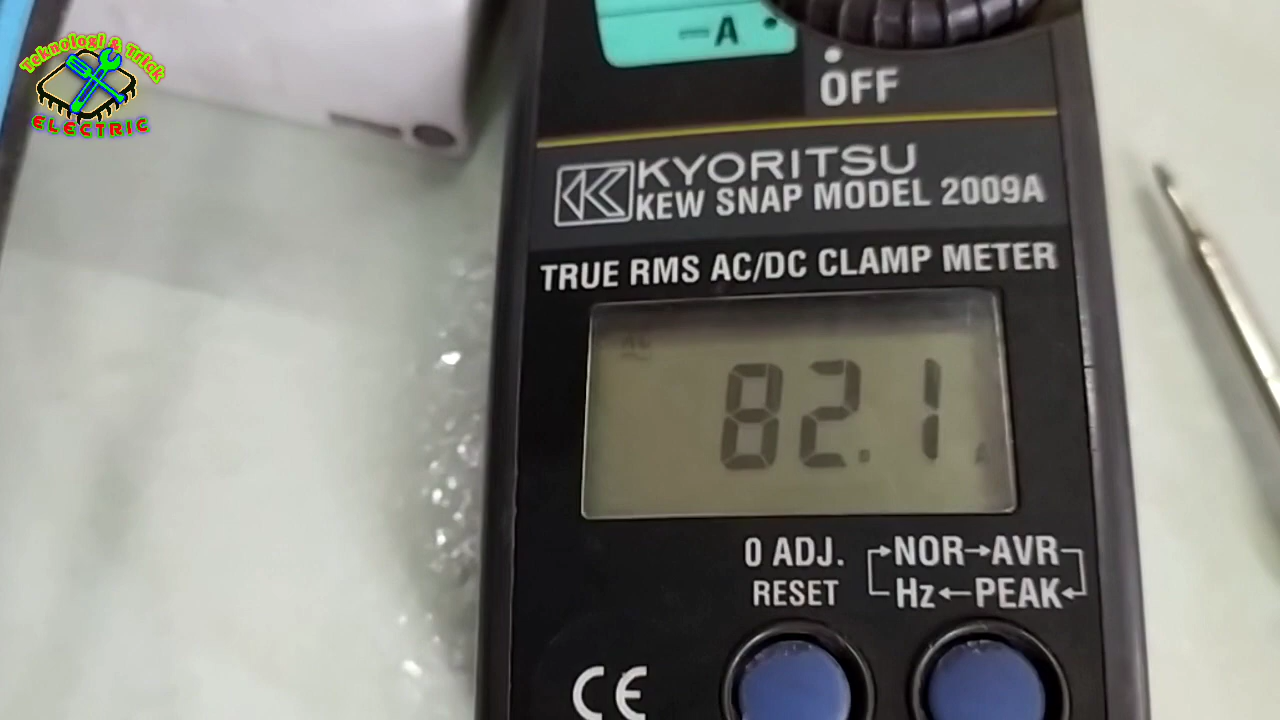 Teknologi & Trick
ELECTRIC
⎓A
OFF
KYORITSU
KEW SNAP MODEL 2009A
TRUE RMS AC/DC CLAMP METER
82.1
0 ADJ.
RESET
NOR→AVR
Hz←PEAK
CE